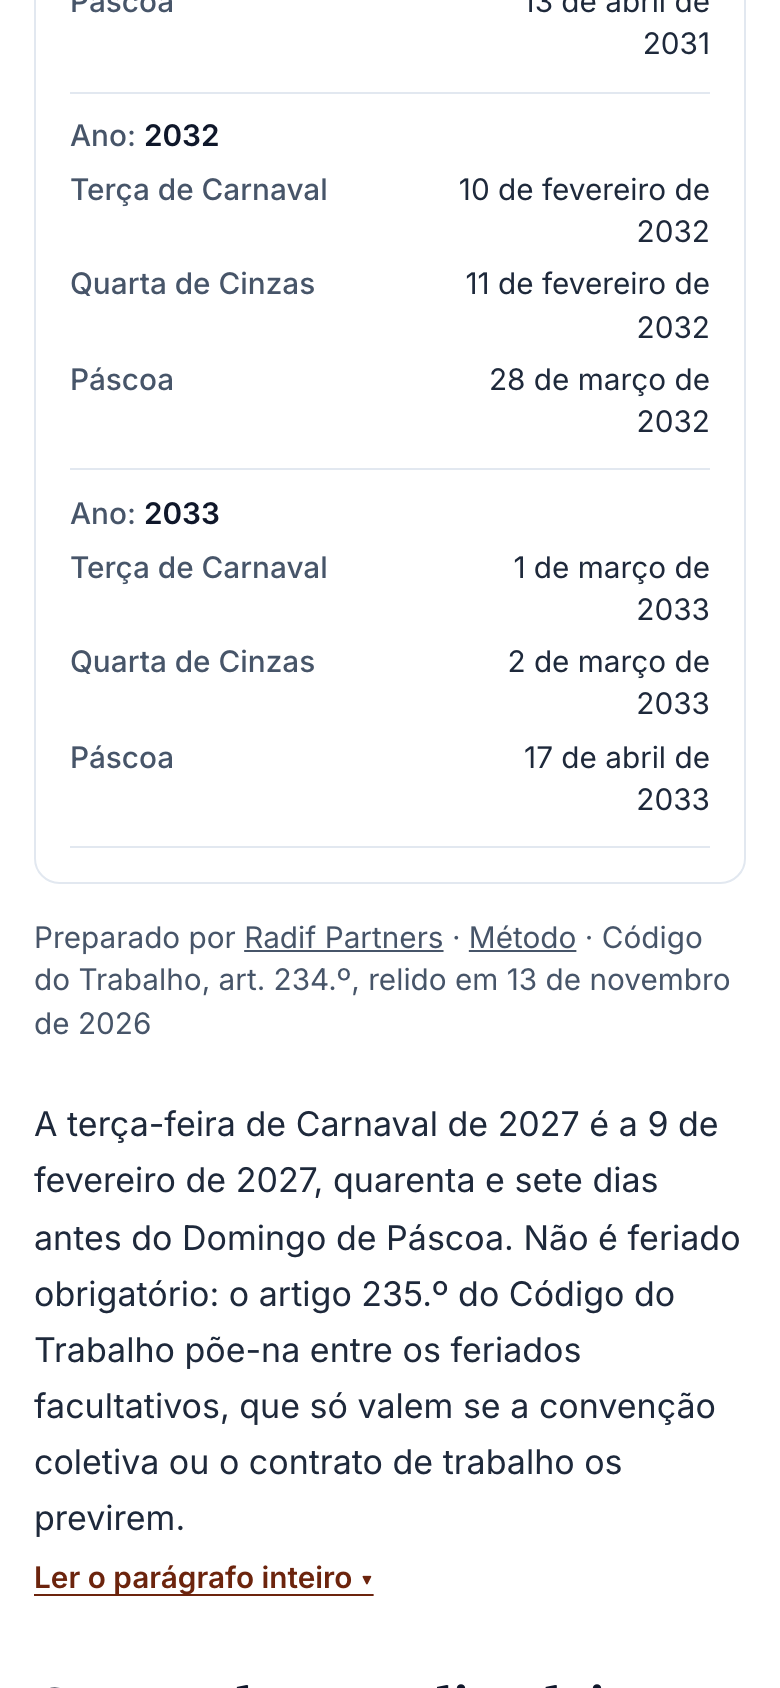 Páscoa 13 de abril de
2031
Ano: 2032
Terça de Carnaval 10 de fevereiro de
2032
Quarta de Cinzas 11 de fevereiro de
2032
Páscoa 28 de março de
2032
Ano: 2033
Terça de Carnaval 1 de março de
2033
Quarta de Cinzas 2 de março de
2033
Páscoa 17 de abril de
2033
Preparado por Radif Partners · Método · Código
do Trabalho, art. 234.º, relido em 13 de novembro
de 2026
A terça-feira de Carnaval de 2027 é a 9 de
fevereiro de 2027, quarenta e sete dias
antes do Domingo de Páscoa. Não é feriado
obrigatório: o artigo 235.º do Código do
Trabalho põe-na entre os feriados
facultativos, que só valem se a convenção
coletiva ou o contrato de trabalho os
previrem.
Ler o parágrafo inteiro ▾